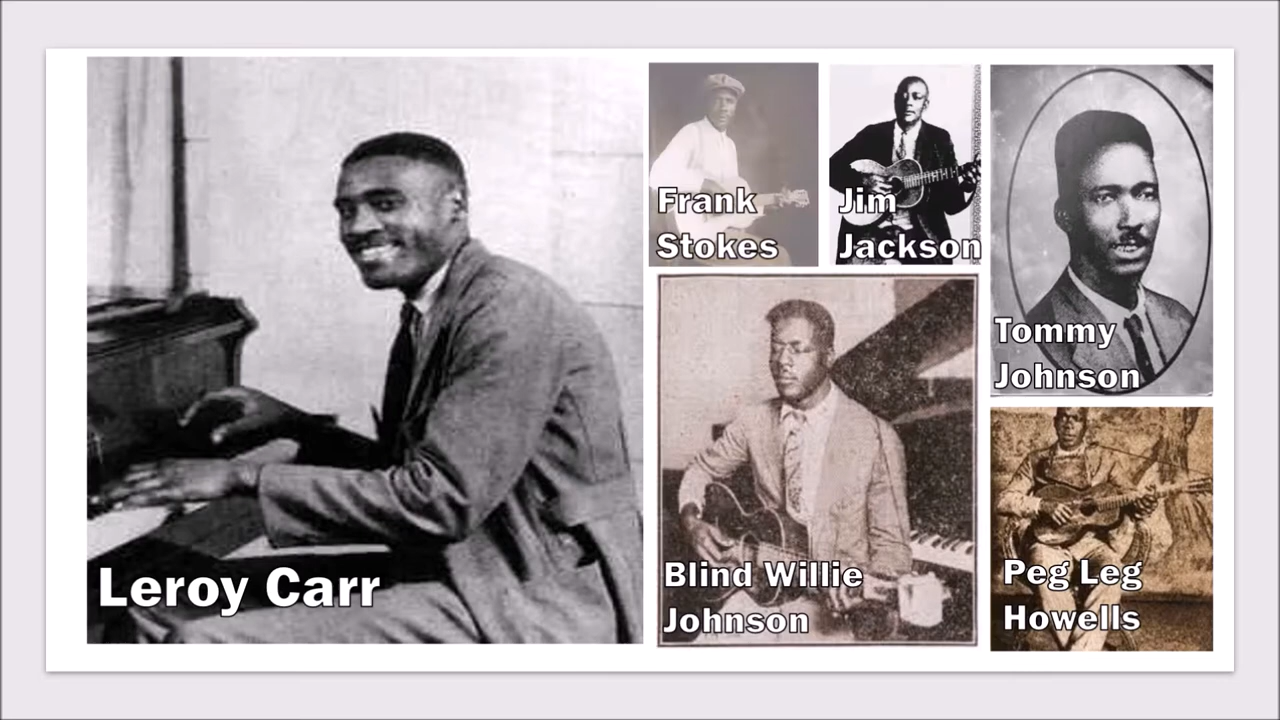 Leroy Carr
Frank
Stokes
Jim
Jackson
Tommy
Johnson
Blind Willie
Johnson
Peg Leg
Howells